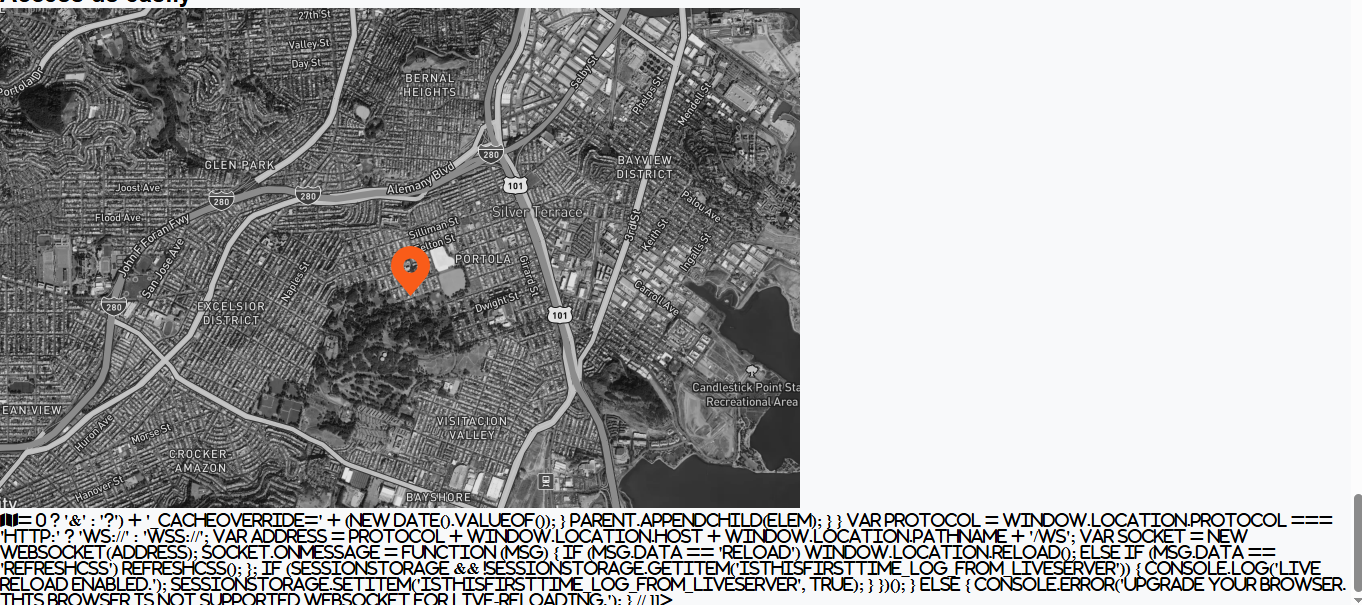 27th St
Valley St
Day St
Portola Dr
BERNAL
HEIGHTS
Selby St
Phelps St
Mendell St
GLEN PARK
280
Alemany Blvd
BAYVIEW
DISTRICT
Joost Ave
280
280
101
Palou Ave
Flood Ave
John F Foran Fwy
San Jose Ave
Silliman St
Felton St
Silver Terrace
3rd St
Keith St
Ingalls St
PORTOLA
Girard St
Naples St
Carroll Ave
280
EXCELSIOR
DISTRICT
Dwight St
101
Candlestick Point Sta
Recreational Area
EAN VIEW
Huron Ave
Morse St
VISITACION
VALLEY
CROCKER-
AMAZON
Hanover St
BAYSHORE
ity
= 0 ? '&' : '?') + '_CACHEOVERRIDE=' + (NEW DATE().VALUEOF()); } PARENT.APPENDCHILD(ELEM); } } VAR PROTOCOL = WINDOW.LOCATION.PROTOCOL ===
'HTTP:' ? 'WS://' : 'WSS://'; VAR ADDRESS = PROTOCOL + WINDOW.LOCATION.HOST + WINDOW.LOCATION.PATHNAME + '/WS'; VAR SOCKET = NEW
WEBSOCKET(ADDRESS); SOCKET.ONMESSAGE = FUNCTION (MSG) { IF (MSG.DATA == 'RELOAD') WINDOW.LOCATION.RELOAD(); ELSE IF (MSG.DATA ==
'REFRESHCSS') REFRESHCSS(); }; IF (SESSIONSTORAGE && !SESSIONSTORAGE.GETITEM('ISTHISFIRSTTIME_LOG_FROM_LIVESERVER')) { CONSOLE.LOG('LIVE
RELOAD ENABLED.'); SESSIONSTORAGE.SETITEM('ISTHISFIRSTTIME_LOG_FROM_LIVESERVER', TRUE); } })(); } ELSE { CONSOLE.ERROR('UPGRADE YOUR BROWSER.
THIS BROWSER IS NOT SUPPORTED WEBSOCKET FOR LIVE-RELOADING.'); } // ]]>